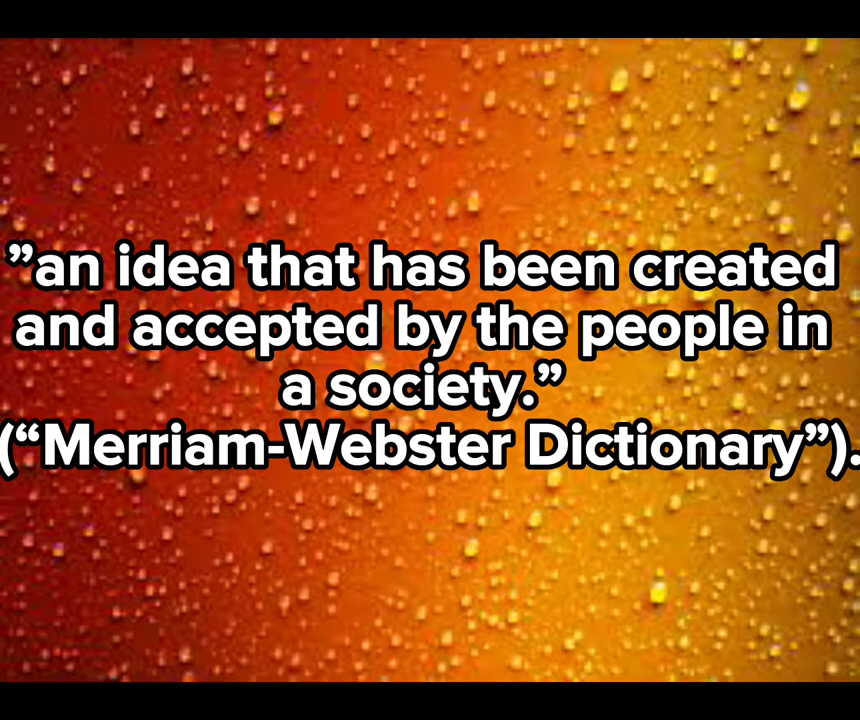 ”an idea that has been created
and accepted by the people in
a society.”
(“Merriam-Webster Dictionary”).